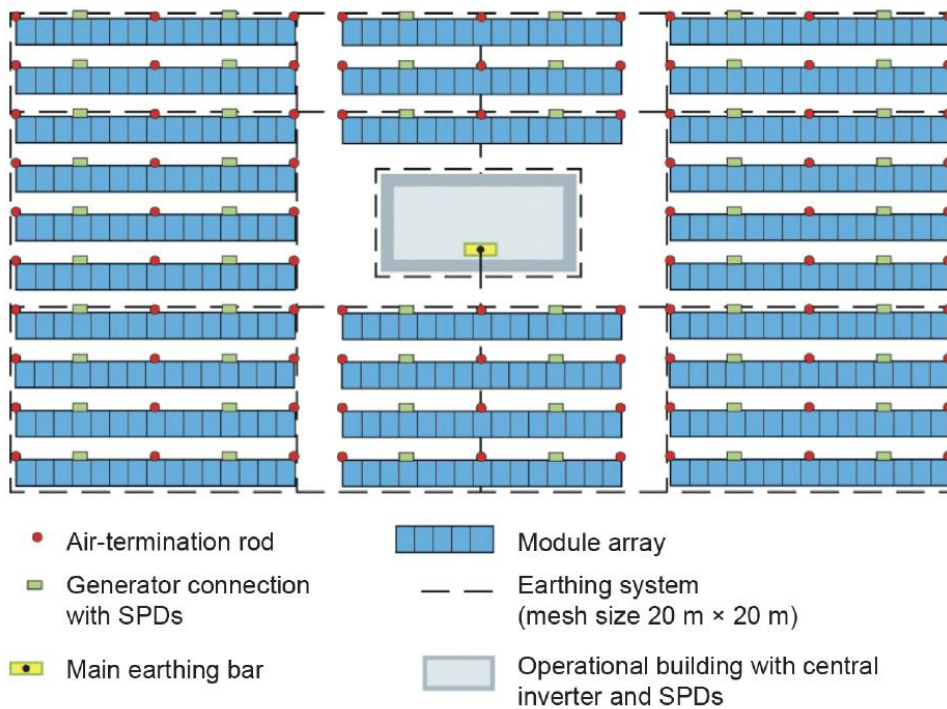 Air-termination rod
Module array
Generator connection
with SPDs
Earthing system
(mesh size 20 m × 20 m)
Main earthing bar
Operational building with central
inverter and SPDs